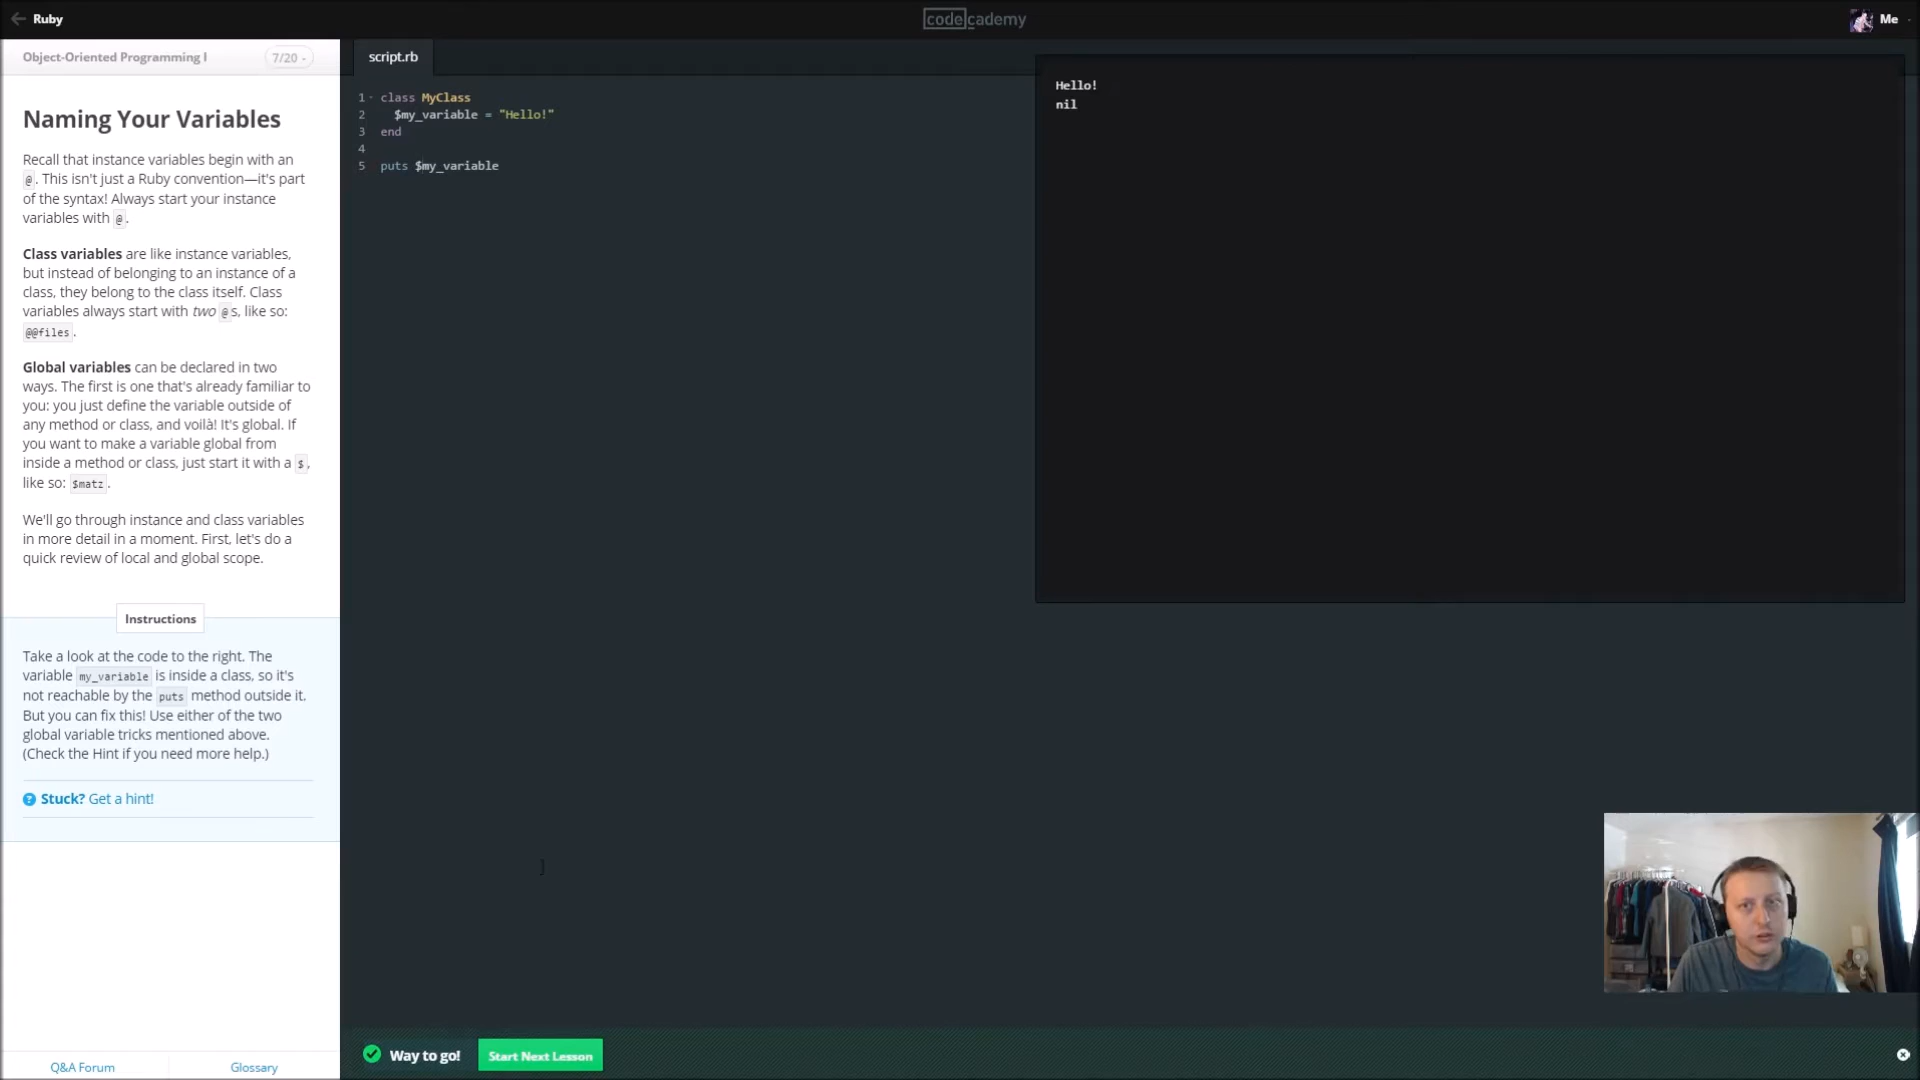 Ruby
codecademy
Me
Object-Oriented Programming I
7/20
script.rb
Naming Your Variables
Recall that instance variables begin with an
@. This isn't just a Ruby convention—it's part
of the syntax! Always start your instance
variables with @.
Class variables are like instance variables,
but instead of belonging to an instance of a
class, they belong to the class itself. Class
variables always start with two @s, like so:
@@files.
Global variables can be declared in two
ways. The first is one that's already familiar to
you: you just define the variable outside of
any method or class, and voilà! It's global. If
you want to make a variable global from
inside a method or class, just start it with a $,
like so: $matz.
We'll go through instance and class variables
in more detail in a moment. First, let's do a
quick review of local and global scope.
Instructions
Take a look at the code to the right. The
variable my_variable is inside a class, so it's
not reachable by the puts method outside it.
But you can fix this! Use either of the two
global variable tricks mentioned above.
(Check the Hint if you need more help.)
? Stuck? Get a hint!
Q&A Forum
Glossary
1 class MyClass
2 $my_variable = "Hello!"
3 end
4
5 puts $my_variable
Hello!
nil
Way to go!
Start Next Lesson